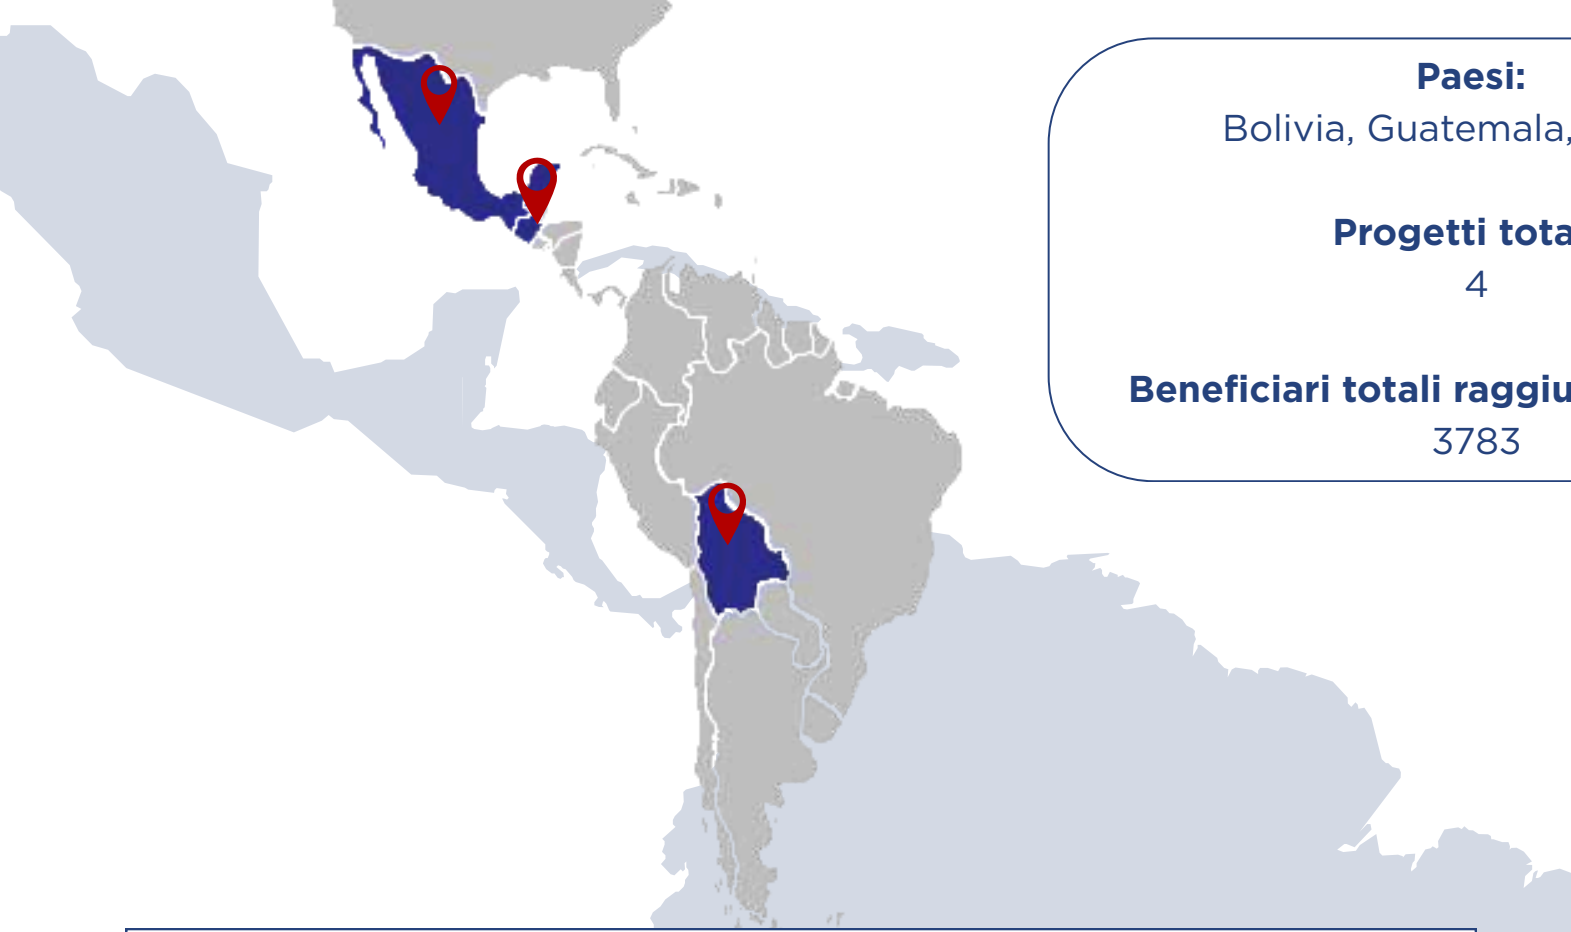 Paesi:
Bolivia, Guatemala,
Progetti tota
4
Beneficiari totali raggiu
3783